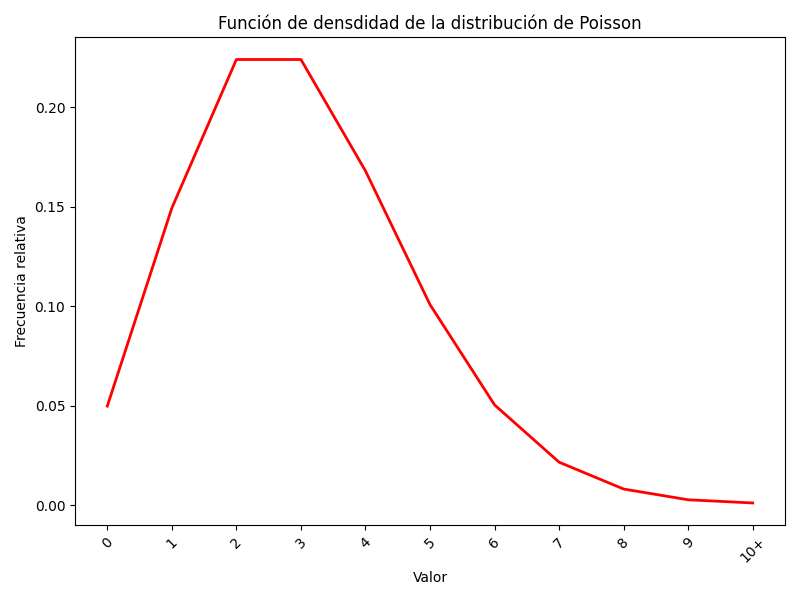 Función de densdidad de la distribución de Poisson
Frecuencia relativa
0.20
0.15
0.10
0.05
0.00
0 1 2 3 4 5 6 7 8 9 10+
Valor